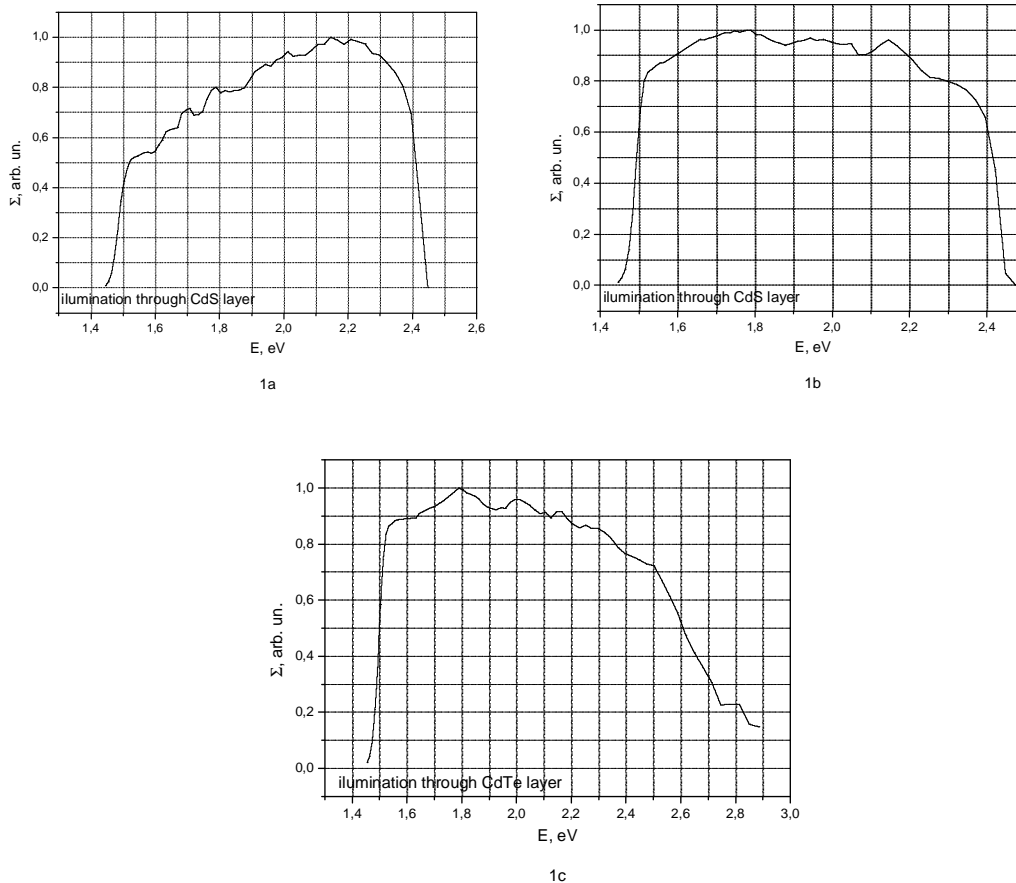 1,0
0,8
0,6
0,4
0,2
0,0
Σ, arb. un.
ilumination through CdS layer
1,4 1,6 1,8 2,0 2,2 2,4 2,6
E, eV
1a
1,0
0,8
0,6
0,4
0,2
0,0
Σ, arb. un.
ilumination through CdS layer
1,4 1,6 1,8 2,0 2,2 2,4
E, eV
1b
1,0
0,8
0,6
0,4
0,2
0,0
Σ, arb. un.
ilumination through CdTe layer
1,4 1,6 1,8 2,0 2,2 2,4 2,6 2,8 3,0
E, eV
1c